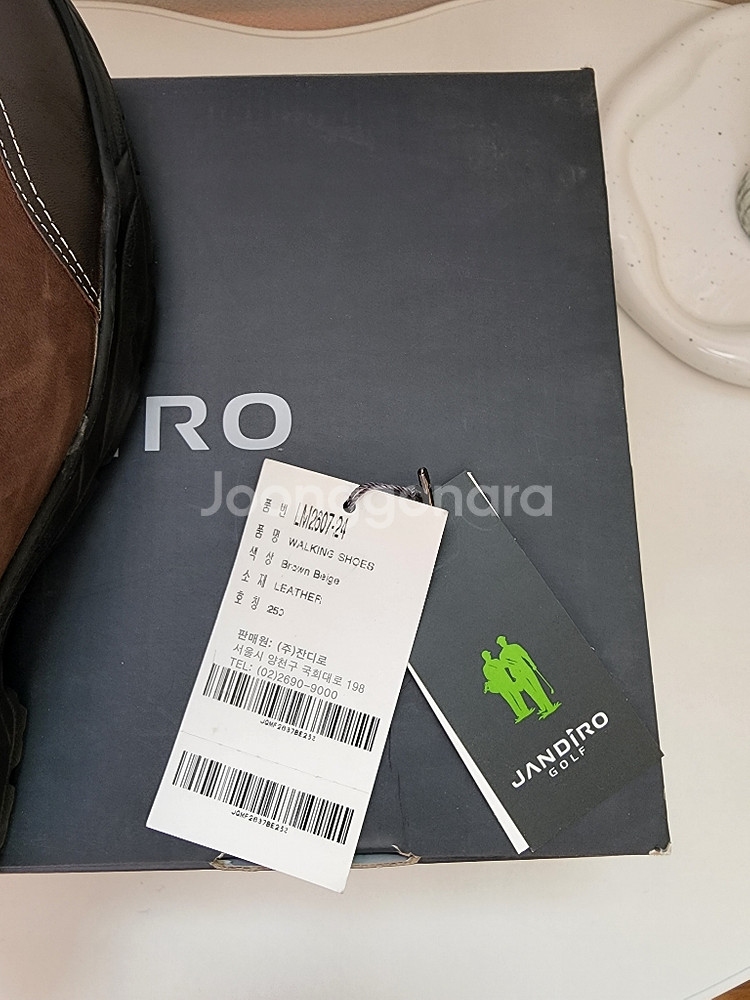 RO
Joonggonara
품 번 LM2607-24
품 명 WALKING SHOES
색 상 Brown Beige
소 재 LEATHER
호 칭 250
판매원: (주)잔디로
서울시 양천구 국회대로 198
TEL: (02)2690-9000
JANDIRO
GOLF